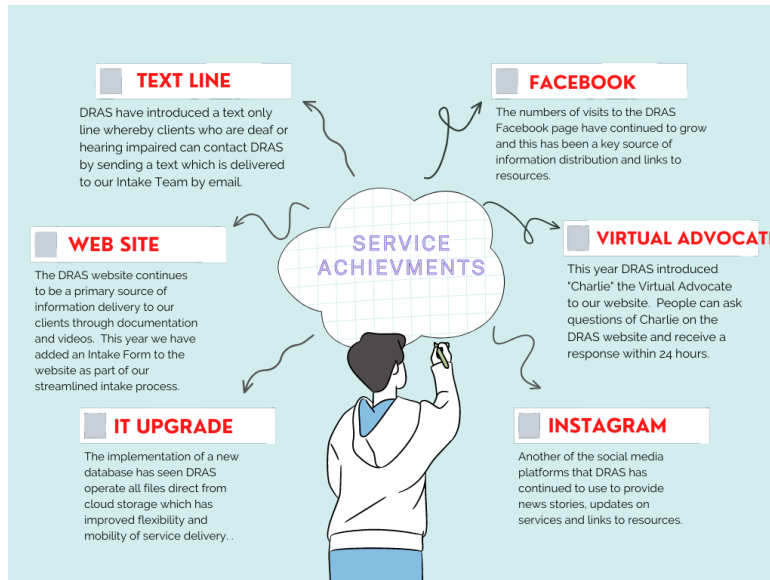 TEXT LINE
DRAS have introduced a text only
line whereby clients who are deaf or
hearing impaired can contact DRAS
by sending a text which is delivered
to our Intake Team by email.
FACEBOOK
The numbers of visits to the DRAS
Facebook page have continued to grow
and this has been a key source of
information distribution and links to
resources.
SERVICE
ACHIEVMENTS
WEB SITE
The DRAS website continues
to be a primary source of
information delivery to our
clients through documentation
and videos.  This year we have
added an Intake Form to the
website as part of our
streamlined intake process.
VIRTUAL ADVOCATE
This year DRAS introduced
"Charlie" the Virtual Advocate
to our website.  People can ask
questions of Charlie on the
DRAS website and receive a
response within 24 hours.
IT UPGRADE
The implementation of a new
database has seen DRAS
operate all files direct from
cloud storage which has
improved flexibility and
mobility of service delivery. .
INSTAGRAM
Another of the social media
platforms that DRAS has
continued to use to provide
news stories, updates on
services and links to resources.